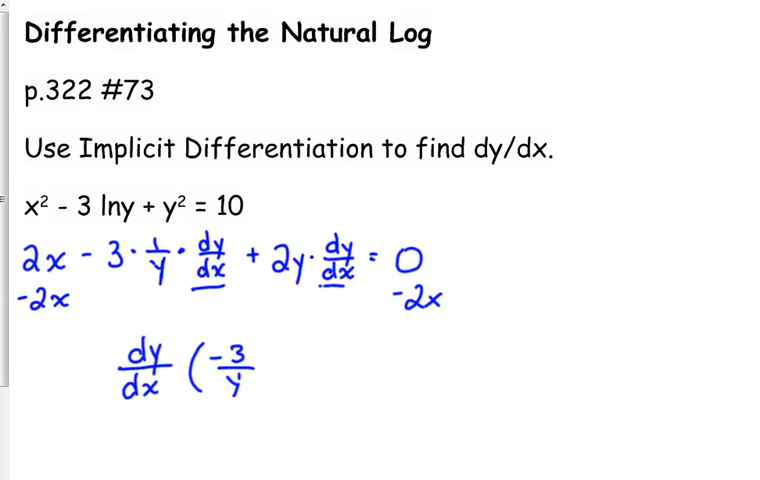 Differentiating the Natural Log
p.322 #73
Use Implicit Differentiation to find dy/dx.
x² - 3 lny + y² = 10
2x - 3 · 1/y · dy/dx + 2y · dy/dx = 0
-2x -2x
dy/dx (-3/y